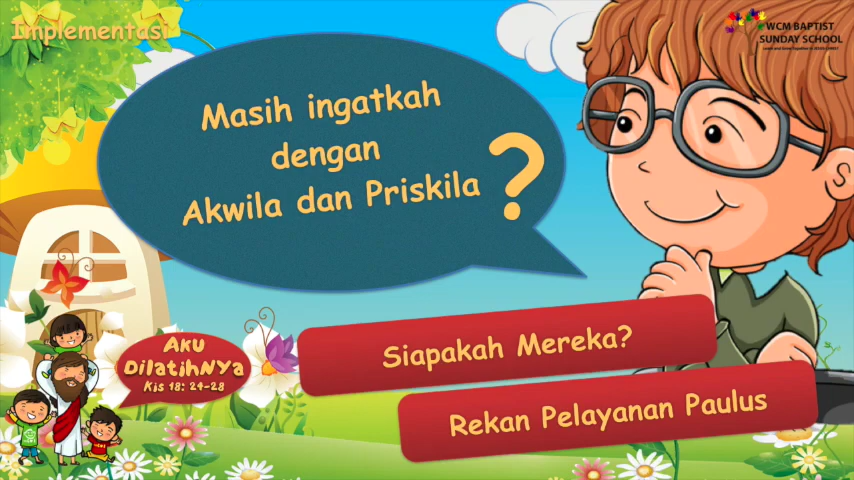 Implementasi
WCM BAPTIST
SUNDAY SCHOOL
Masih ingatkah
dengan
Akwila dan Priskila ?
Siapakah Mereka?
Rekan Pelayanan Paulus
AKU
DilatihNYa
Kis 18: 24-28